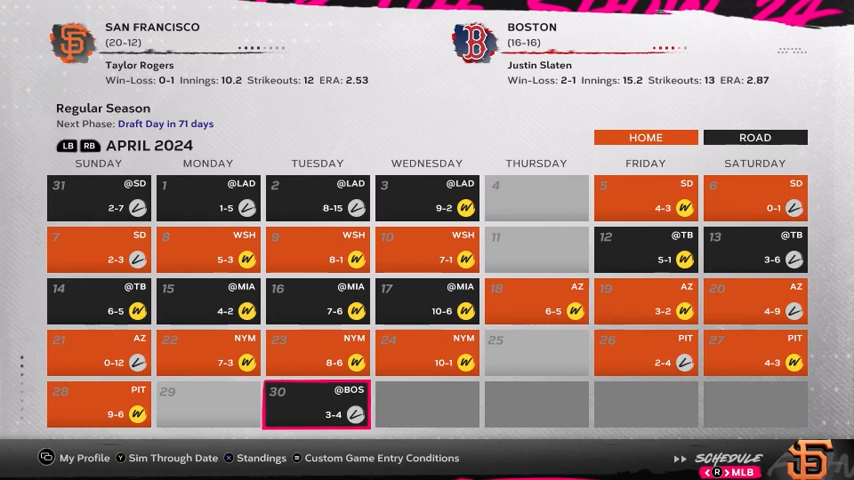 SAN FRANCISCO
(20-12)
Taylor Rogers
Win-Loss: 0-1 Innings: 10.2 Strikeouts: 12 ERA: 2.53
BOSTON
(16-16)
Justin Slaten
Win-Loss: 2-1 Innings: 15.2 Strikeouts: 13 ERA: 2.87
Regular Season
Next Phase: Draft Day in 71 days
LB RB APRIL 2024
HOME ROAD
SUNDAY MONDAY TUESDAY WEDNESDAY THURSDAY FRIDAY SATURDAY
31 @SD 1 @LAD 2 @LAD 3 @LAD 4 5 SD 6 SD
2-7 L 1-5 L 8-15 L 9-2 W 4-3 W 0-1 L
7 SD 8 WSH 9 WSH 10 WSH 11 12 @TB 13 @TB
2-3 L 5-3 W 8-1 W 7-1 W 5-1 W 3-6 L
14 @TB 15 @MIA 16 @MIA 17 @MIA 18 AZ 19 AZ 20 AZ
6-5 W 4-2 W 7-6 W 10-6 W 6-5 W 3-2 W 4-9 L
21 AZ 22 NYM 23 NYM 24 NYM 25 26 PIT 27 PIT
0-12 L 7-3 W 8-6 W 10-1 W 2-4 L 4-3 W
28 PIT 29 30 @BOS
9-6 W 3-4 L
My Profile Y Sim Through Date X Standings Custom Game Entry Conditions
SCHEDULE
R MLB
SF